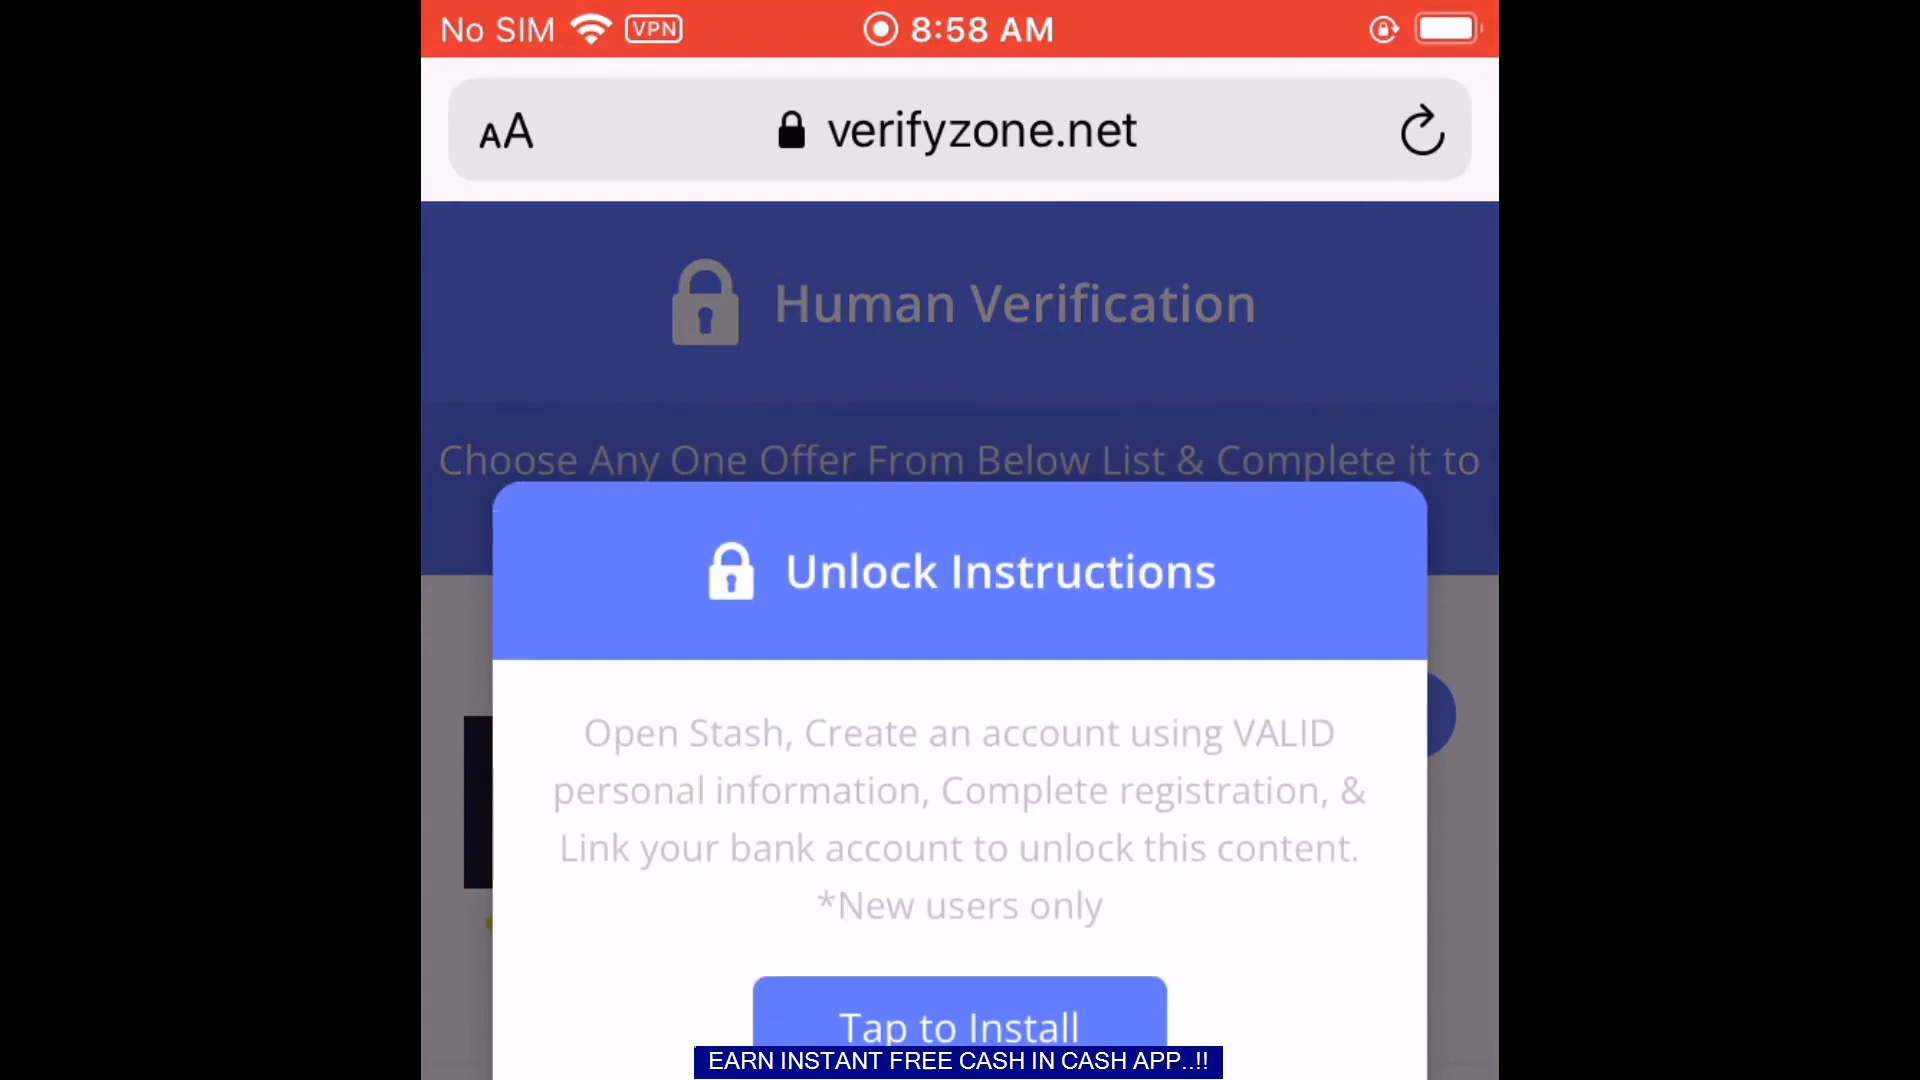 No SIM VPN 8:58 AM
AA verifyzone.net
Human Verification
Choose Any One Offer From Below List & Complete it to
Unlock Instructions
Open Stash, Create an account using VALID
personal information, Complete registration, &
Link your bank account to unlock this content.
*New users only
Tap to Install
EARN INSTANT FREE CASH IN CASH APP..!!